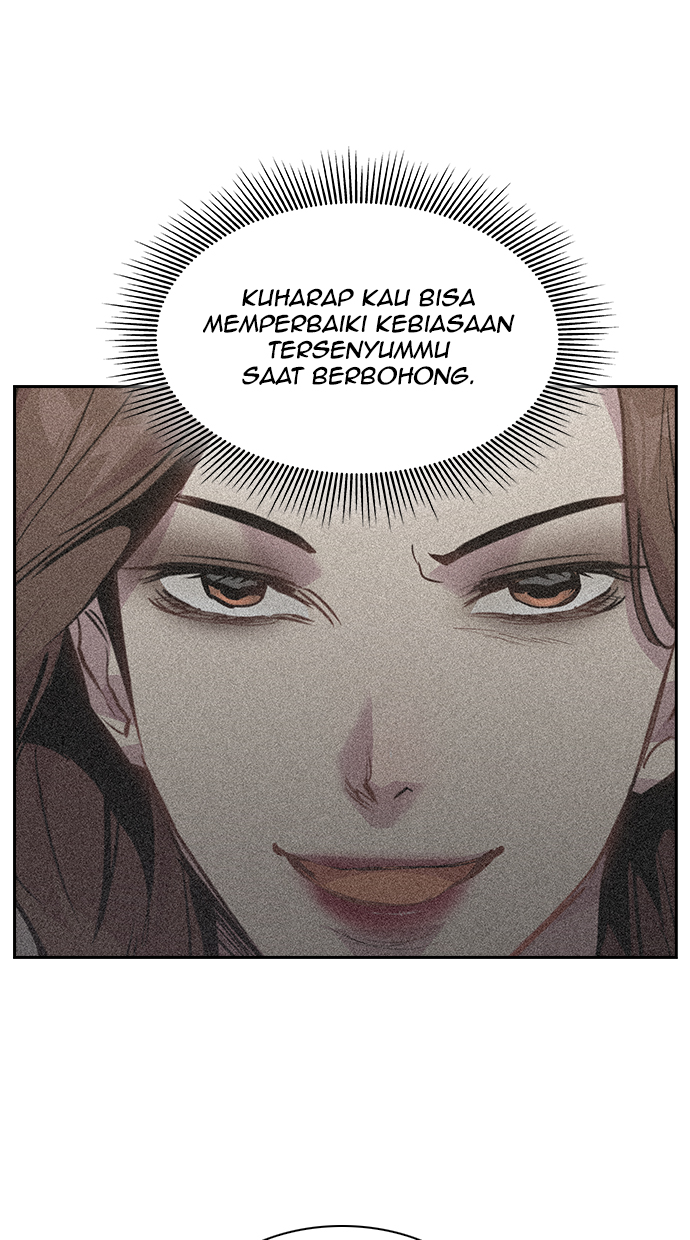 KUHARAP KAU BISA
MEMPERBAIKI KEBIASAAN
TERSENYUMMU
SAAT BERBOHONG.